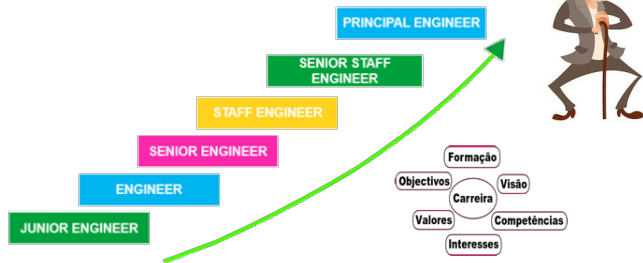 PRINCIPAL ENGINEER
SENIOR STAFF
ENGINEER
STAFF ENGINEER
SENIOR ENGINEER
ENGINEER
JUNIOR ENGINEER
Formação
Objectivos
Visão
Carreira
Valores
Competências
Interesses